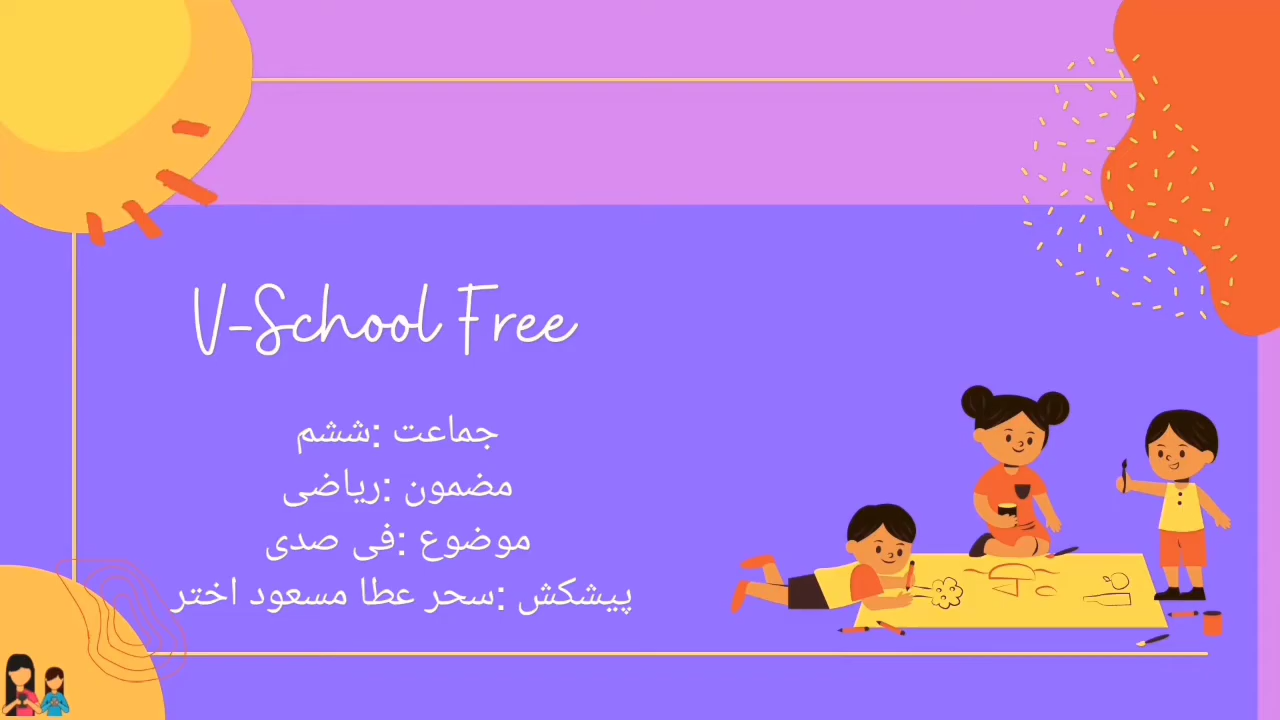 V-School Free
جماعت :ششم
مضمون :ریاضی
موضوع :فی صدی
پیشکش :سحر عطا مسعود اختر